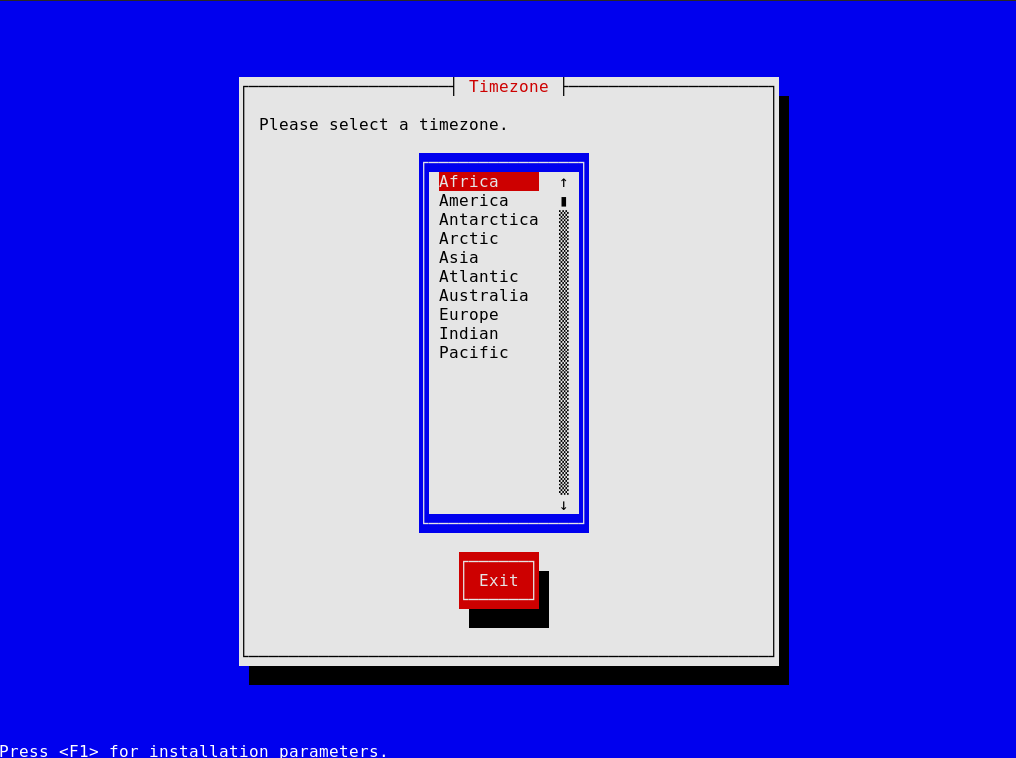 Timezone
Please select a timezone.
Africa ↑
America
Antarctica
Arctic
Asia
Atlantic
Australia
Europe
Indian
Pacific
↓
Exit
Press <F1> for installation parameters.